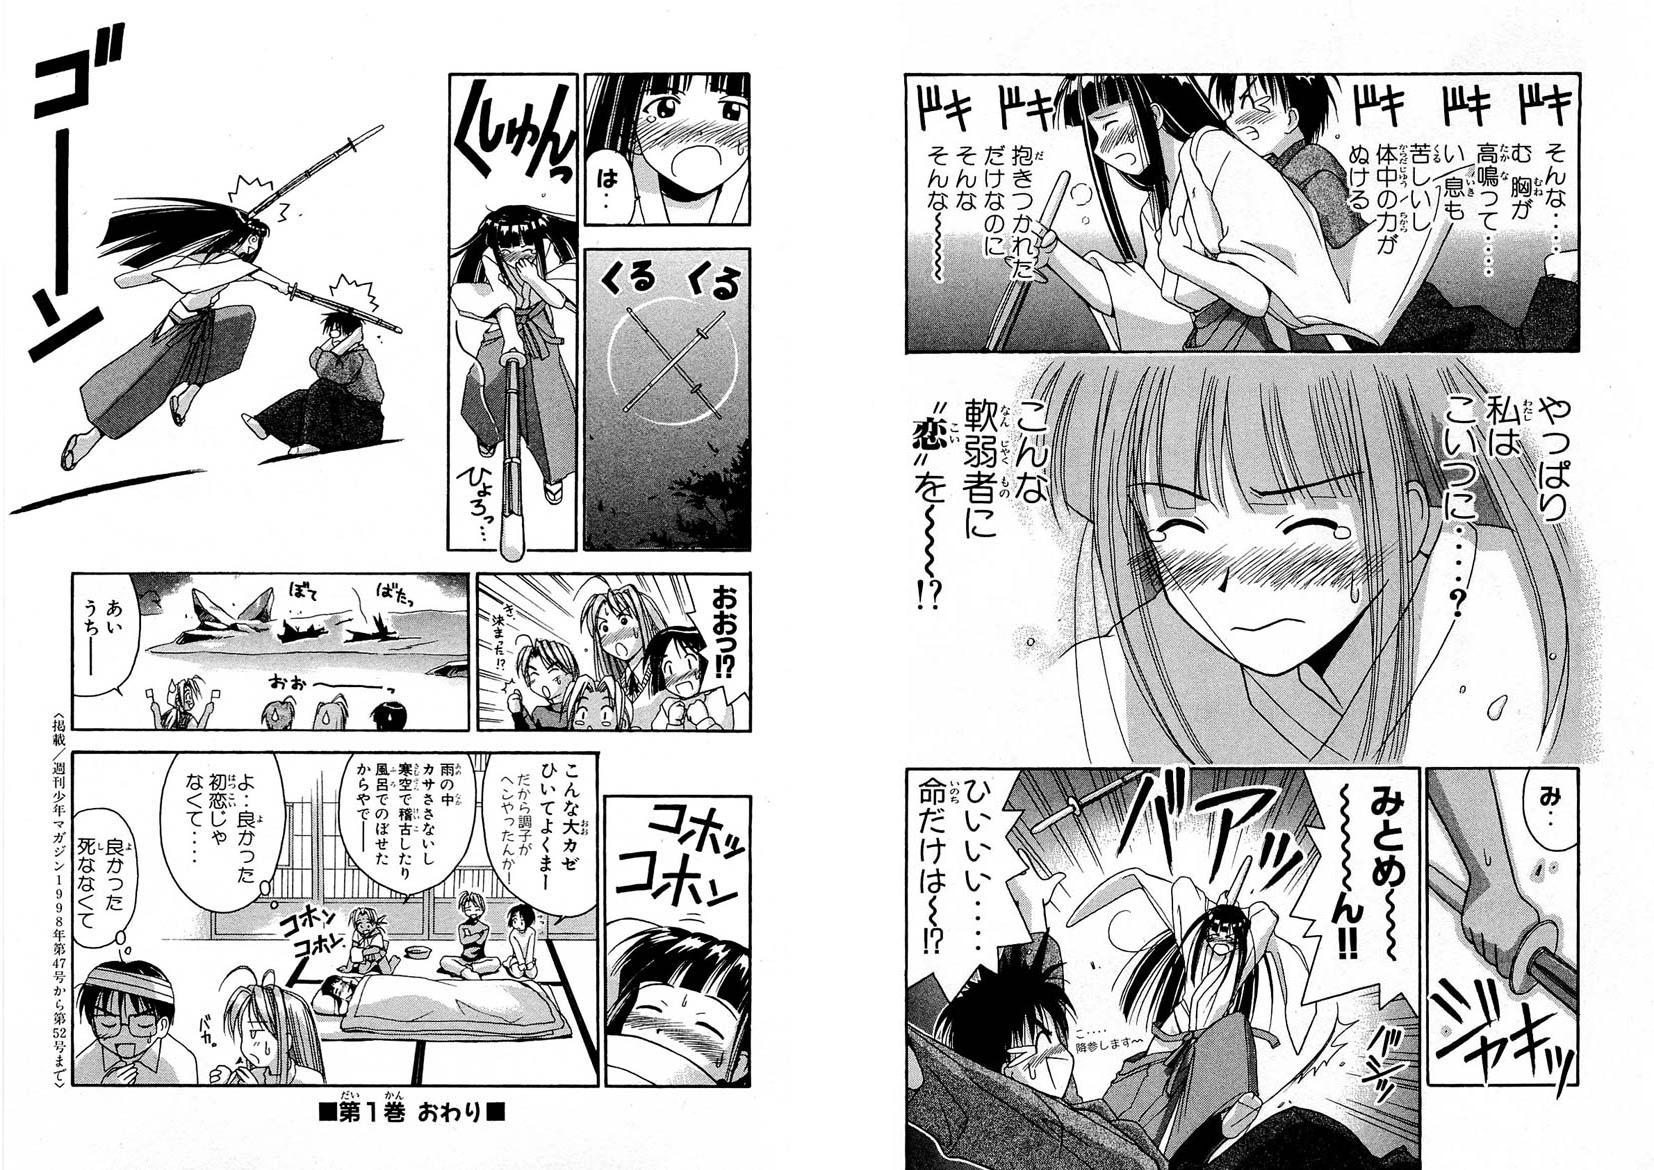 ドキ
ドキ
ドキ
そんな‥‥
む 胸が
高鳴って‥‥
い 息も
苦しいし
体中の力が
ぬける
ドキ
ドキ
抱きつかれた
だけなのに
そんな
そんな〜〜
やっぱり
私は
こいつに‥‥?
こんな
軟弱者に
〝恋〟を〜〜〜!?
み‥
ジャキッ
みとめ〜〜
〜〜〜ん!!
バアッ
ブンッ
ブンッ
ひいいい‥‥
命だけは〜!?
こ‥‥
降参します〜
は‥
くる
くる
くしゅんっ
ひょろっ‥‥
ゴーン
おおっ!?
き、
決まった!?
ばたっ
ぼて
おお――っ
あい
うち――
コホッ
コホン
こんな大カゼ
ひいてよくまー
だから調子が
ヘンやったんかー
雨の中
カサささないし
寒空で稽古したり
風呂でのぼせた
からやでー
コホン
コホン
よ‥良かった
初恋じゃ
なくて‥‥
バカ。
良かった
死ななくて
■第1巻 おわり■
〈掲載/週刊少年マガジン1998年第47号から第52号まで〉